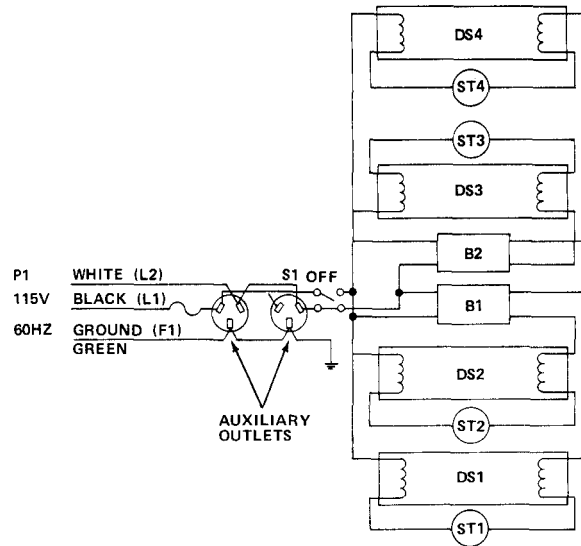 DS4
ST4
ST3
DS3
B2
P1 WHITE (L2) S1 OFF
115V BLACK (L1)
B1
60HZ GROUND (F1)
GREEN
DS2
AUXILIARY
OUTLETS
ST2
DS1
ST1